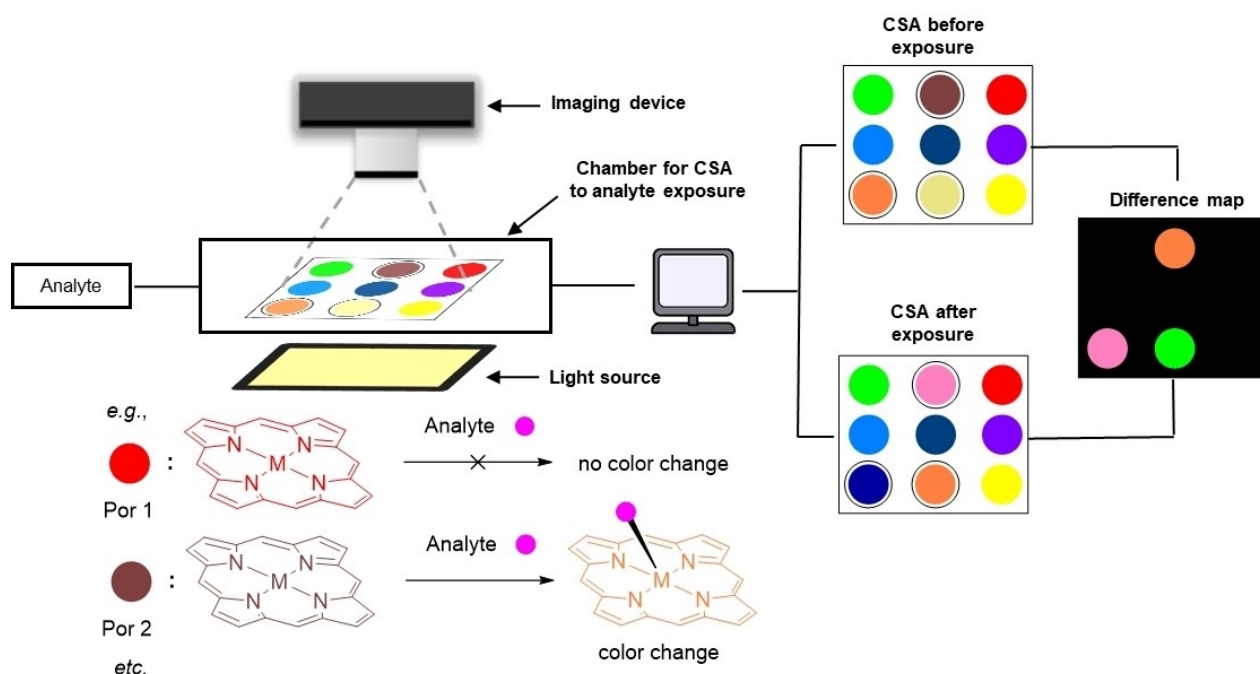 CSA before
exposure
Imaging device
Chamber for CSA
to analyte exposure
Difference map
Analyte
CSA after
exposure
Light source
e.g.,
:
N
N
M
N
N
Analyte
no color change
Por 1
:
N
N
M
N
N
Analyte
N
N
M
N
N
Por 2
color change
etc.